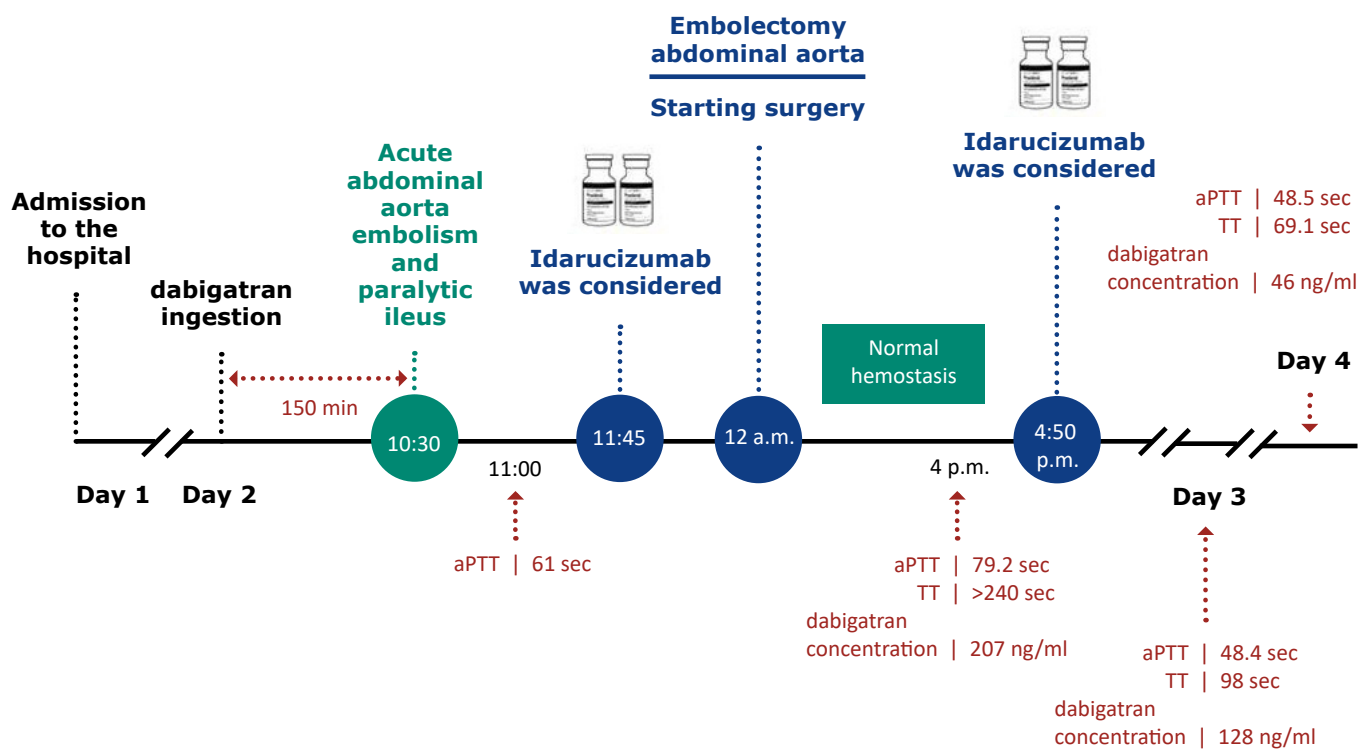 Admission
to the
hospital
dabigatran
ingestion
150 min
Acute
abdominal
aorta
embolism
and
paralytic
ileus
Idarucizumab
was considered
Embolectomy
abdominal aorta
Starting surgery
Normal
hemostasis
Idarucizumab
was considered
aPTT | 48.5 sec
TT | 69.1 sec
dabigatran
concentration | 46 ng/ml
Day 4
10:30
11:45
12 a.m.
4:50
p.m.
11:00
4 p.m.
Day 1
Day 2
Day 3
aPTT | 61 sec
aPTT | 79.2 sec
TT | >240 sec
dabigatran
concentration | 207 ng/ml
aPTT | 48.4 sec
TT | 98 sec
dabigatran
concentration | 128 ng/ml